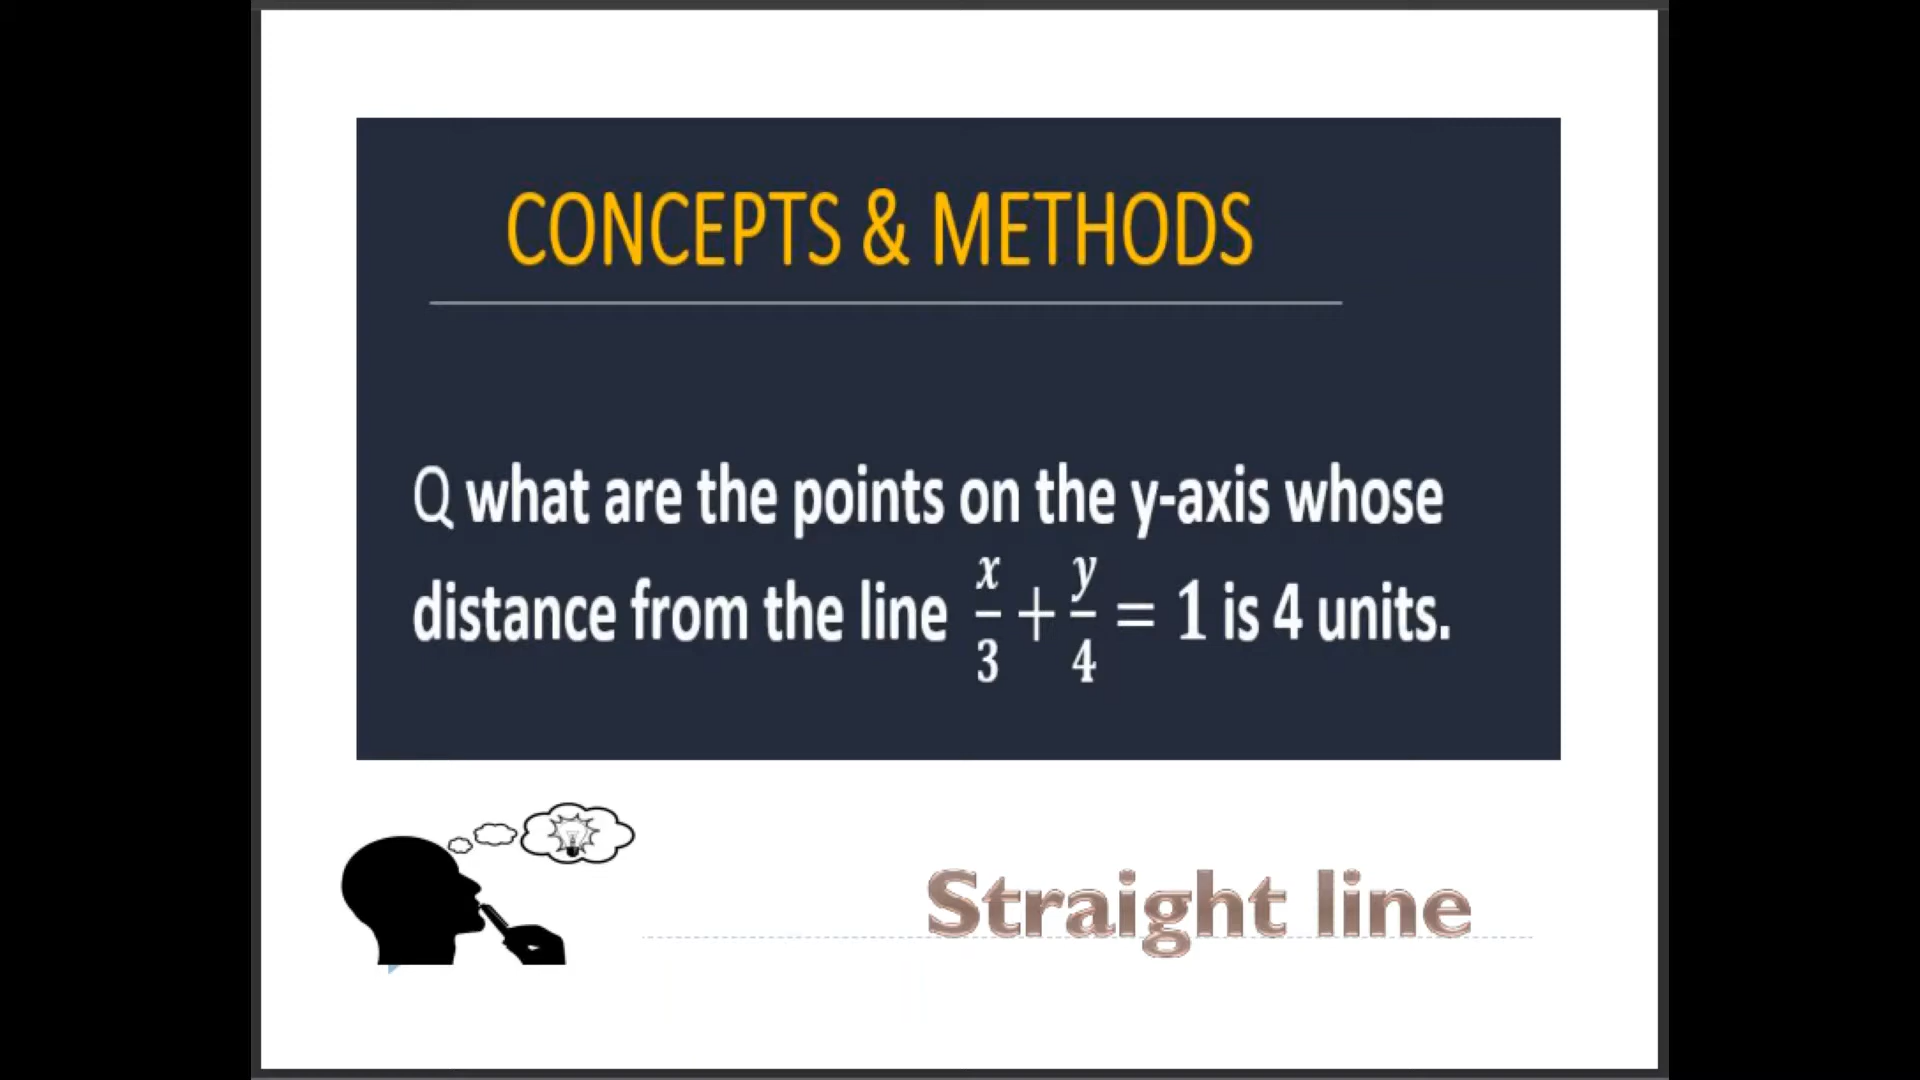 CONCEPTS & METHODS
Q what are the points on the y-axis whose
distance from the line x/3 + y/4 = 1 is 4 units.
Straight line